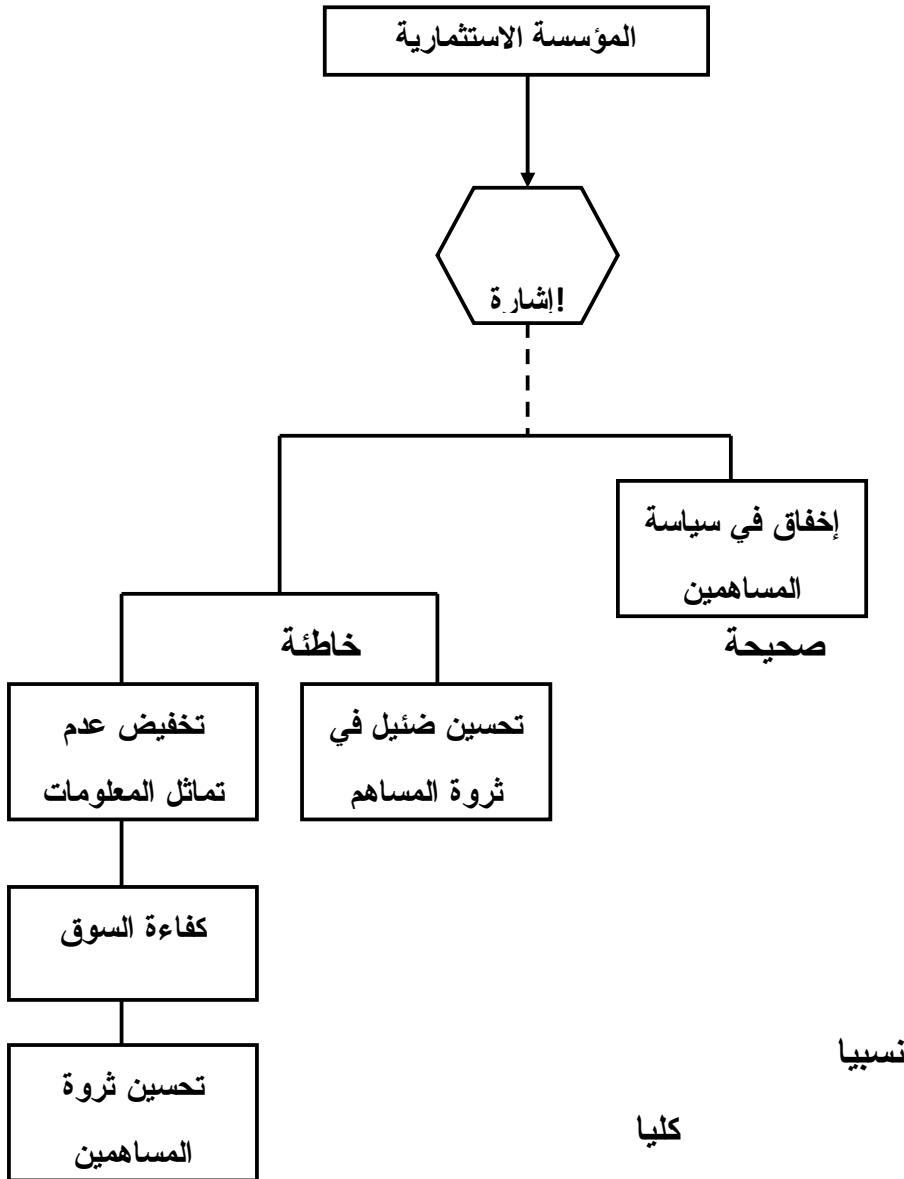 المؤسسة الاستثمارية
إشارة!
إخفاق في سياسة
المساهمين
صحيحة
خاطئة
تحسين ضئيل في
ثروة المساهم
تخفيض عدم
تماثل المعلومات
كفاءة السوق
نسبيا
تحسين ثروة
المساهمين
كليا